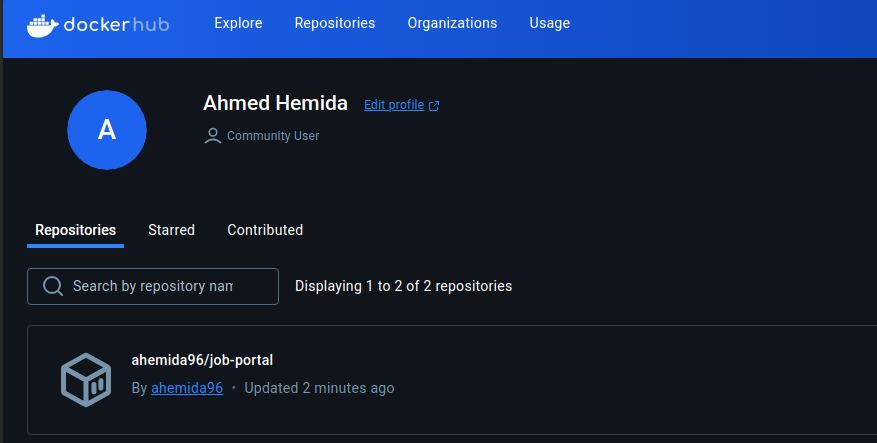 dockerhub Explore Repositories Organizations Usage
A
Ahmed Hemida Edit profile
Community User
Repositories Starred Contributed
Search by repository nam Displaying 1 to 2 of 2 repositories
ahemida96/job-portal
By ahemida96 • Updated 2 minutes ago